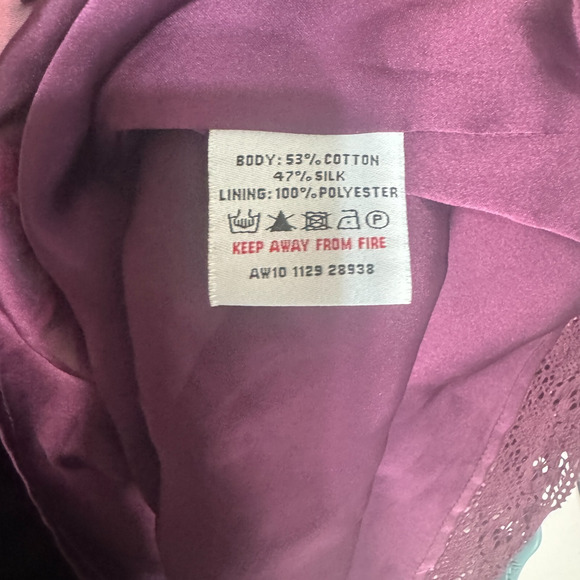 BODY: 53% COTTON
47% SILK
LINING: 100% POLYESTER
P
KEEP AWAY FROM FIRE
AW10 1129 28938